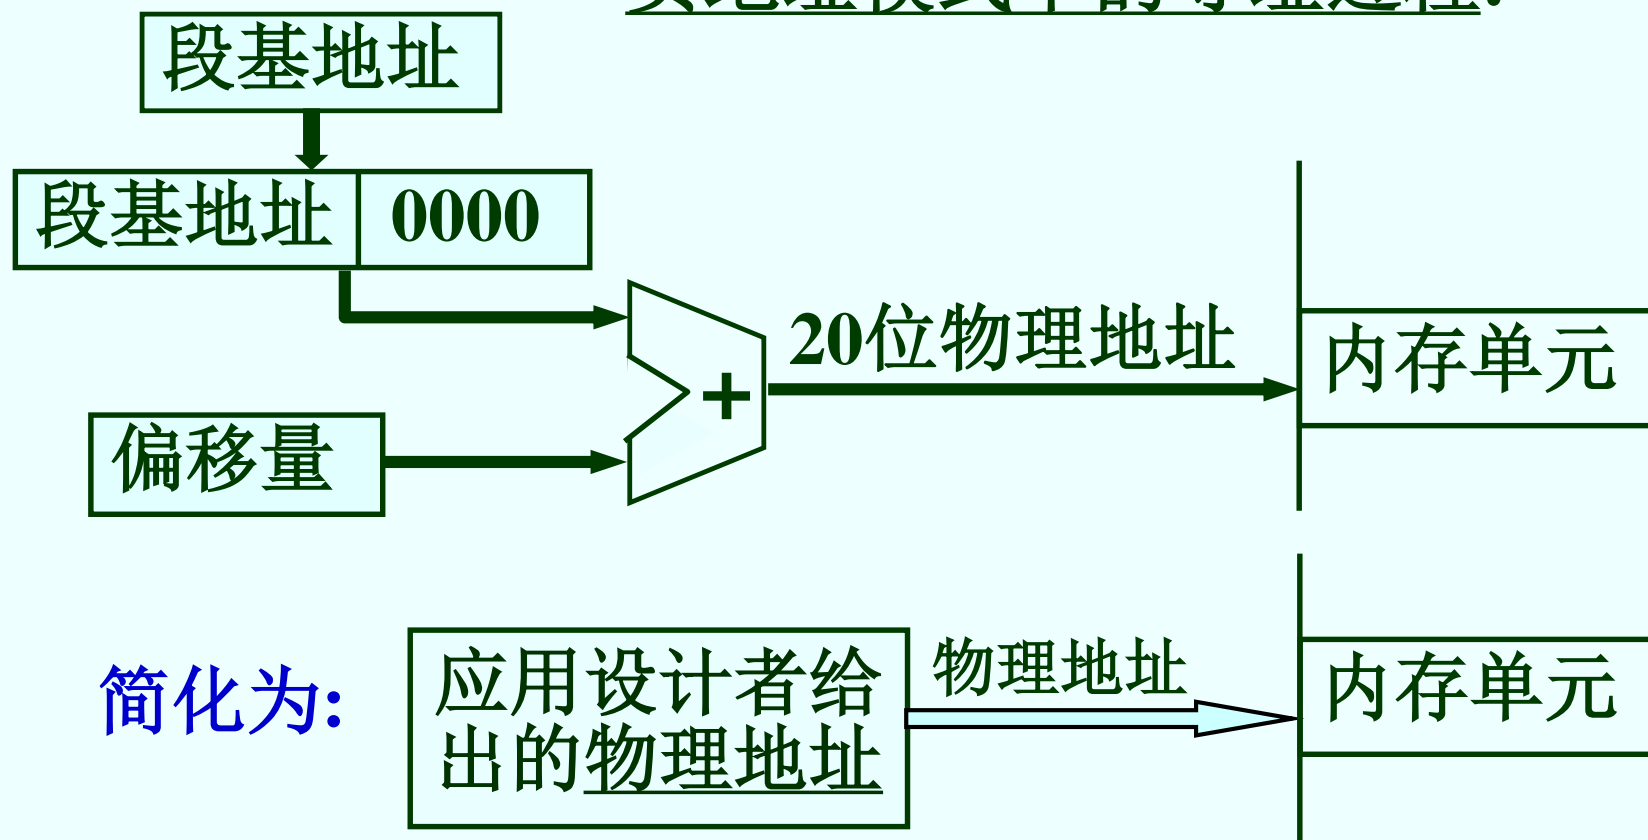 段基地址
段基地址 0000
20位物理地址
+
内存单元
偏移量
简化为:
应用设计者给
出的物理地址
物理地址
内存单元